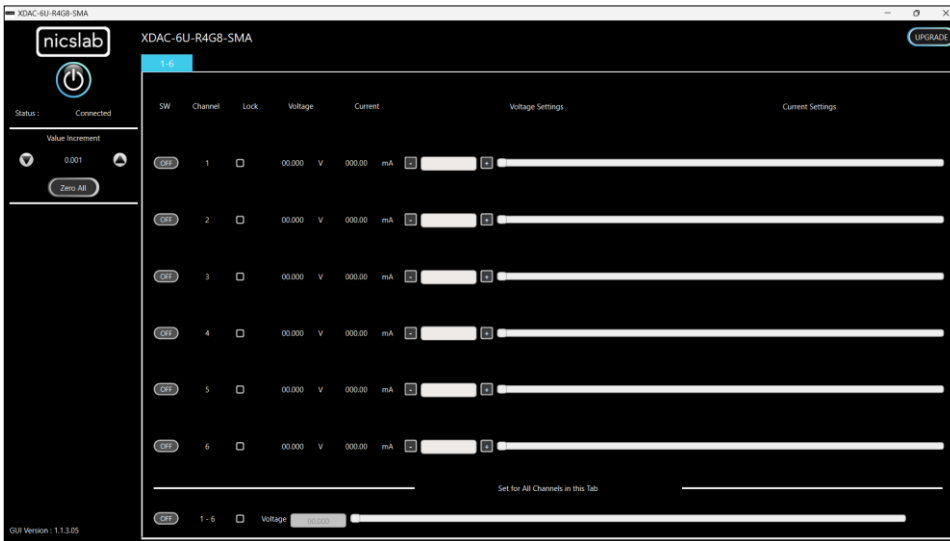 XDAC-6U-R4G8-SMA
nicslab
XDAC-6U-R4G8-SMA
UPGRADE
1-6
Status : Connected
SW Channel Lock Voltage Current Voltage Settings Current Settings
Value Increment
0.001
Zero All
OFF 1 00.000 V 000.00 mA - +
OFF 2 00.000 V 000.00 mA - +
OFF 3 00.000 V 000.00 mA - +
OFF 4 00.000 V 000.00 mA - +
OFF 5 00.000 V 000.00 mA - +
OFF 6 00.000 V 000.00 mA - +
Set for All Channels in this Tab
OFF 1 - 6 Voltage 00.000
GUI Version : 1.1.3.05